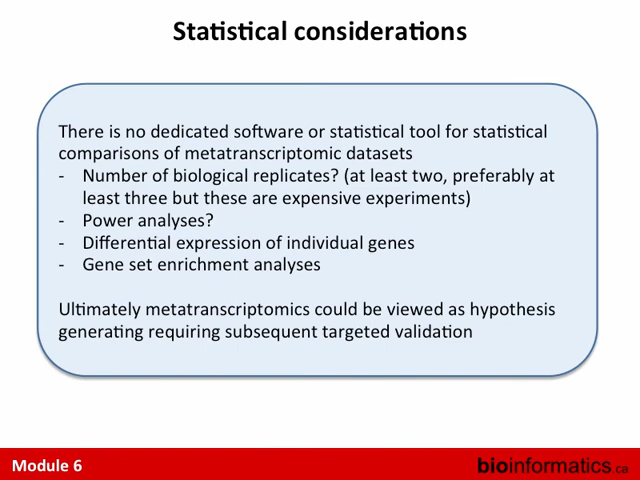 Statistical considerations
There is no dedicated software or statistical tool for statistical
comparisons of metatranscriptomic datasets
- Number of biological replicates? (at least two, preferably at
least three but these are expensive experiments)
- Power analyses?
- Differential expression of individual genes
- Gene set enrichment analyses
Ultimately metatranscriptomics could be viewed as hypothesis
generating requiring subsequent targeted validation
Module 6
bioinformatics.ca